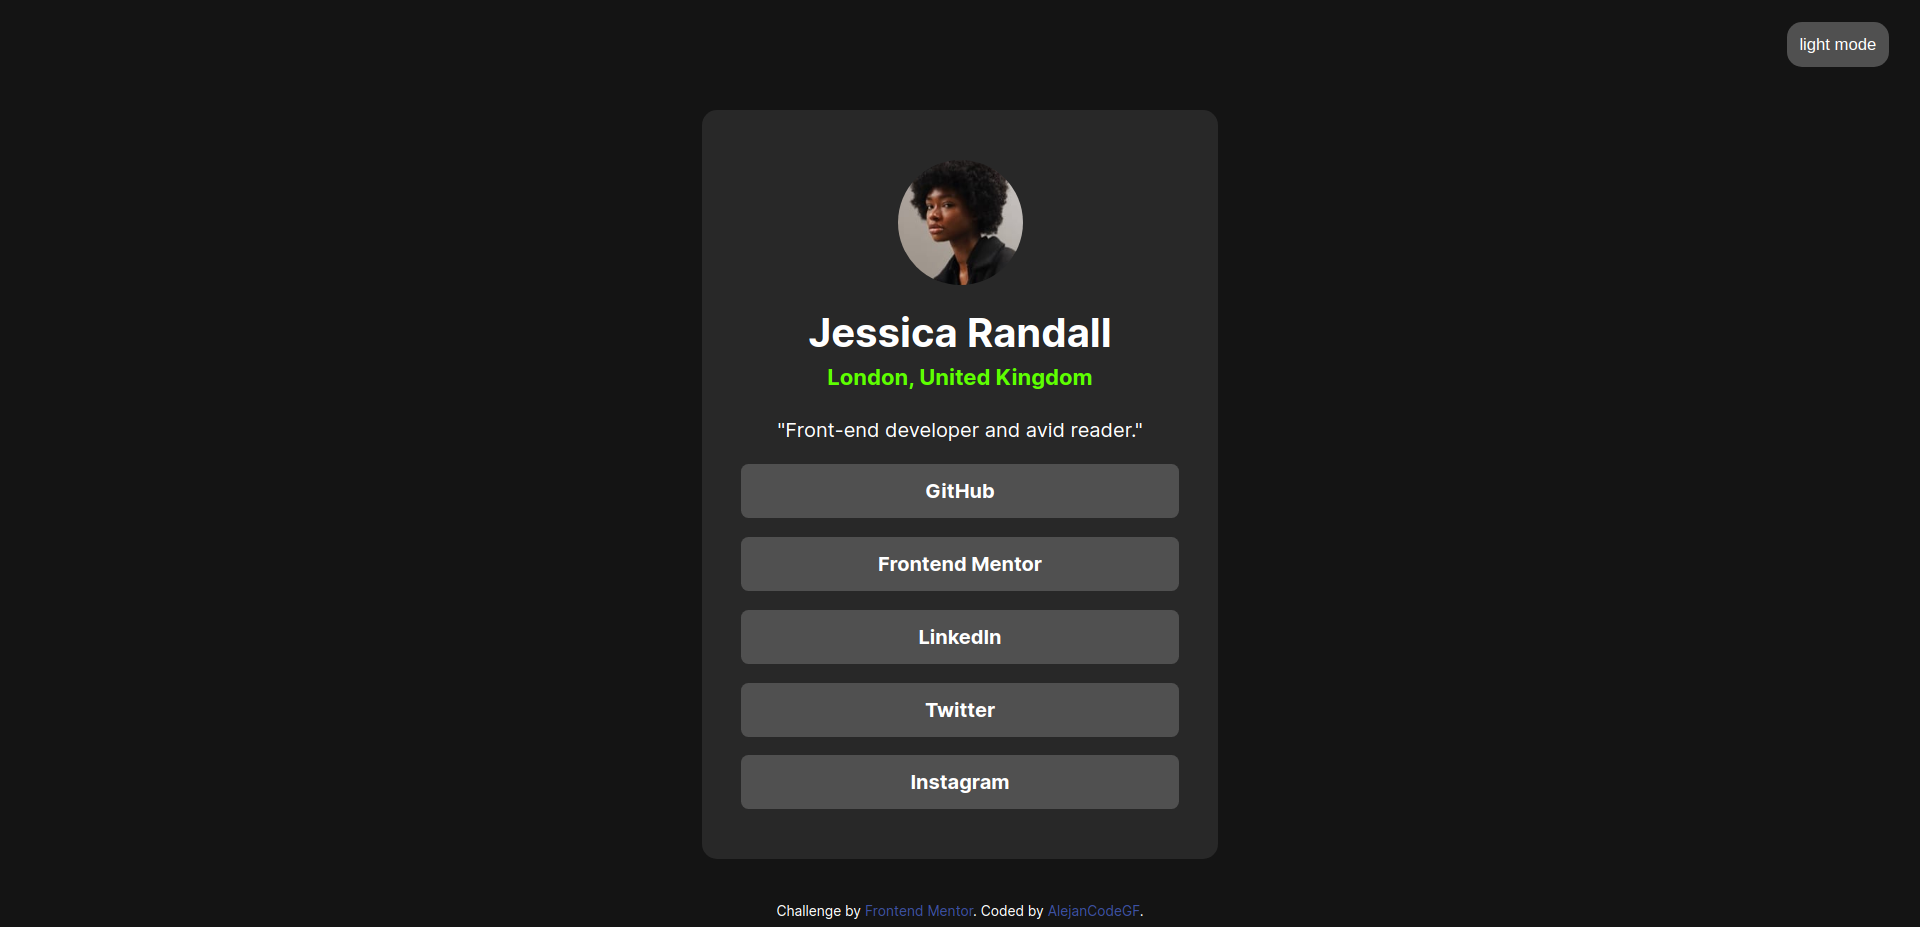 light mode
Jessica Randall
London, United Kingdom
"Front-end developer and avid reader."
GitHub
Frontend Mentor
LinkedIn
Twitter
Instagram
Challenge by Frontend Mentor. Coded by AlejanCodeGF.